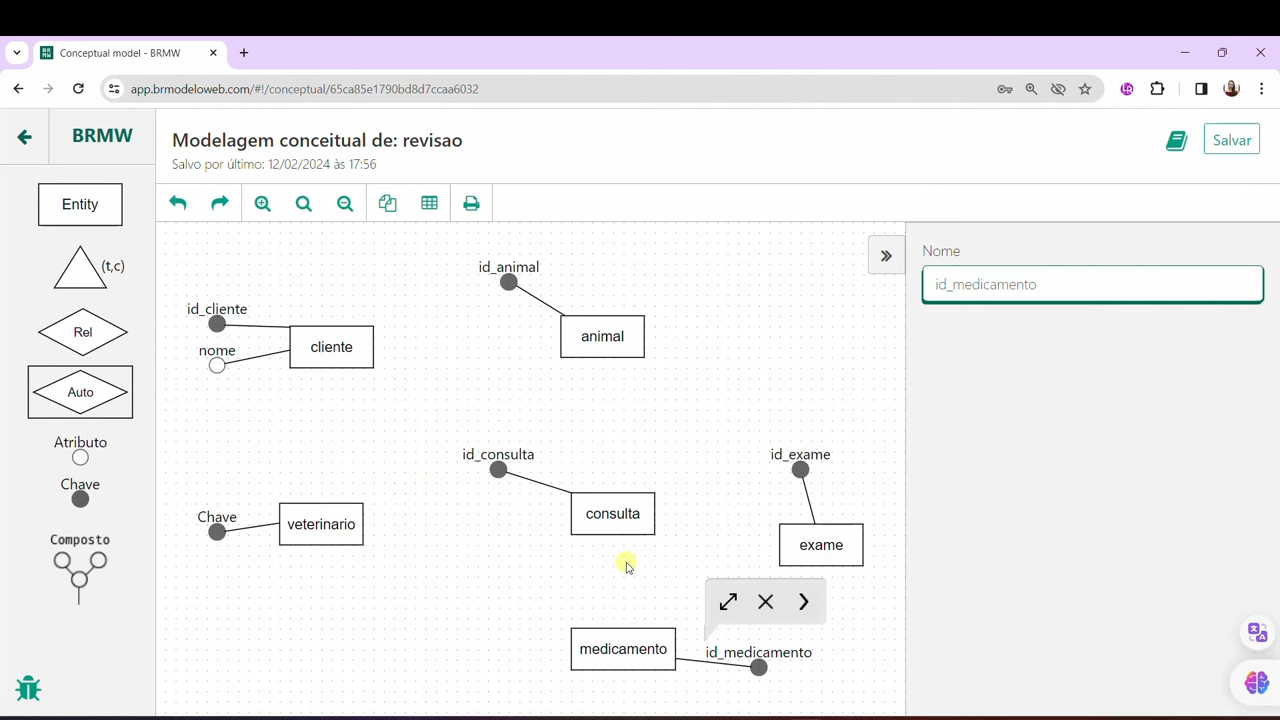 Conceptual model - BRMW
app.brmodeloweb.com/#!/conceptual/65ca85e1790bd8d7ccaa6032
BRMW
Modelagem conceitual de: revisao
Salvo por último: 12/02/2024 às 17:56
Salvar
Entity
(t,c)
Rel
Auto
Atributo
Chave
Composto
id_animal
animal
id_cliente
nome
cliente
id_consulta
consulta
id_exame
exame
Chave
veterinario
medicamento
id_medicamento
Nome
id_medicamento